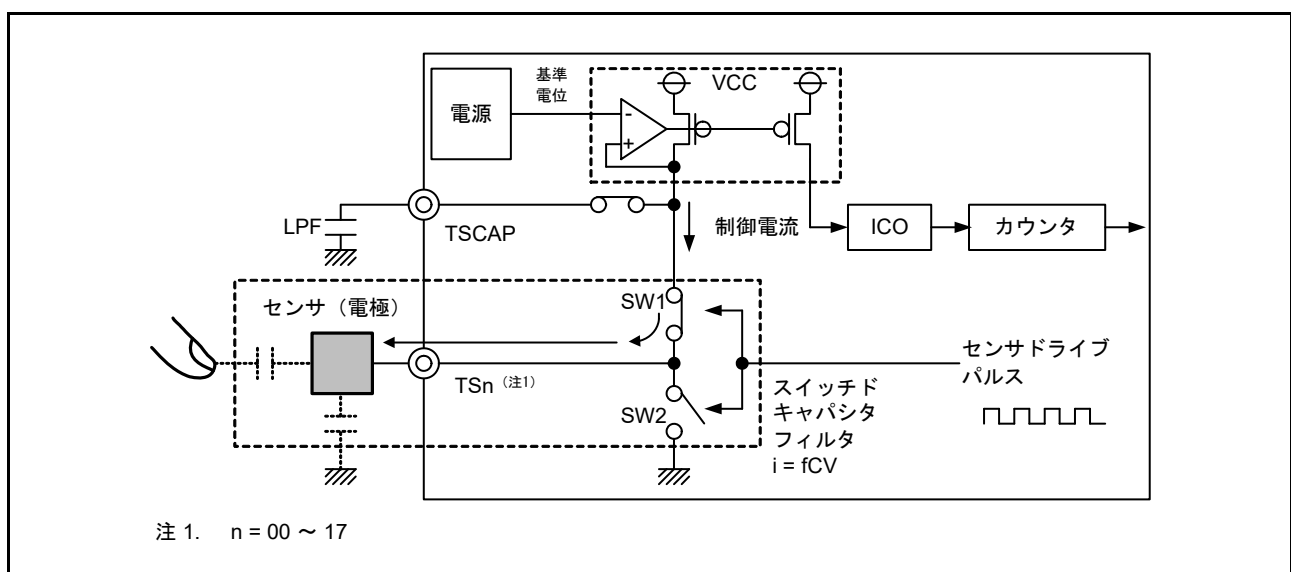 基準
電位
VCC
電源
-
+
LPF
TSCAP
制御電流
ICO
カウンタ
センサ(電極)
SW1
TSn (注1)
SW2
スイッチド
キャパシタ
フィルタ
i = fCV
センサドライブ
パルス
注 1. n = 00 ~ 17